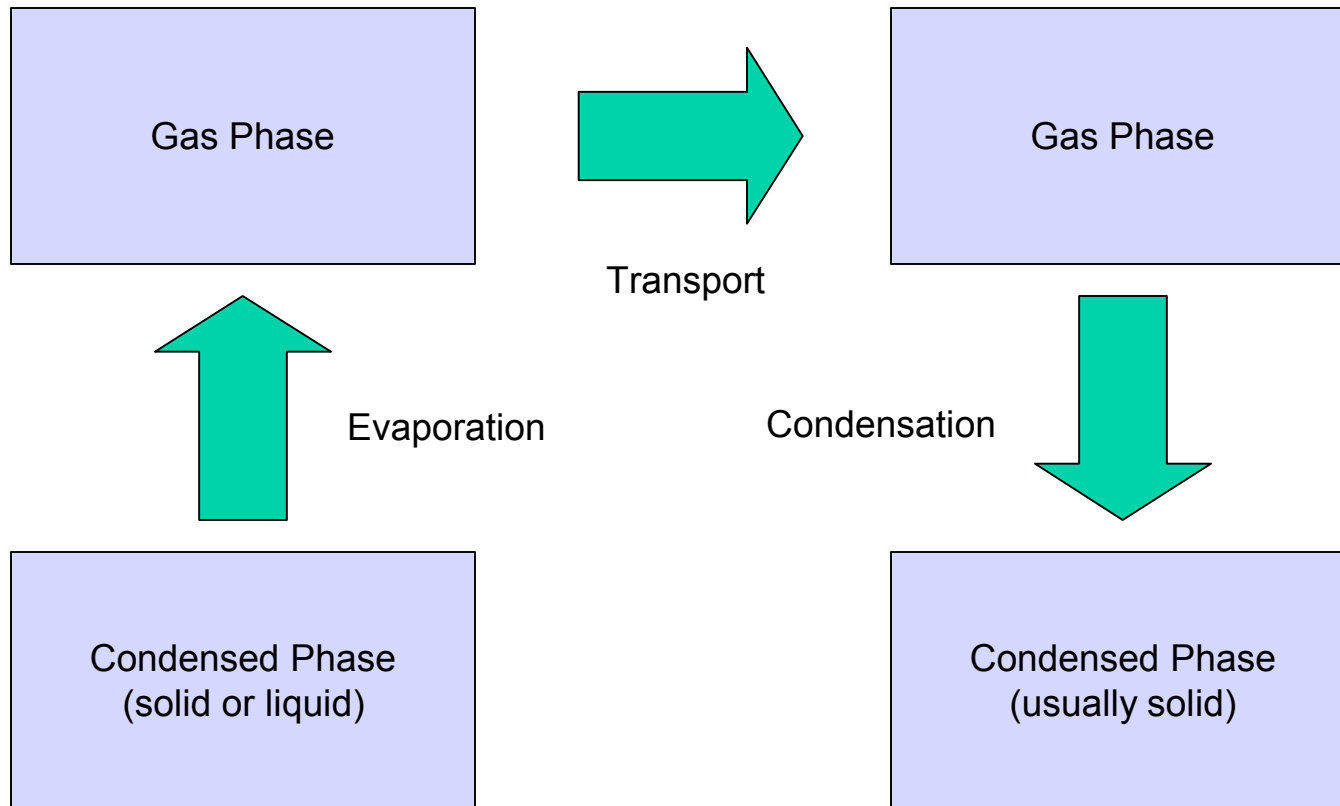 Gas Phase
Gas Phase
Transport
Evaporation
Condensation
Condensed Phase
(solid or liquid)
Condensed Phase
(usually solid)